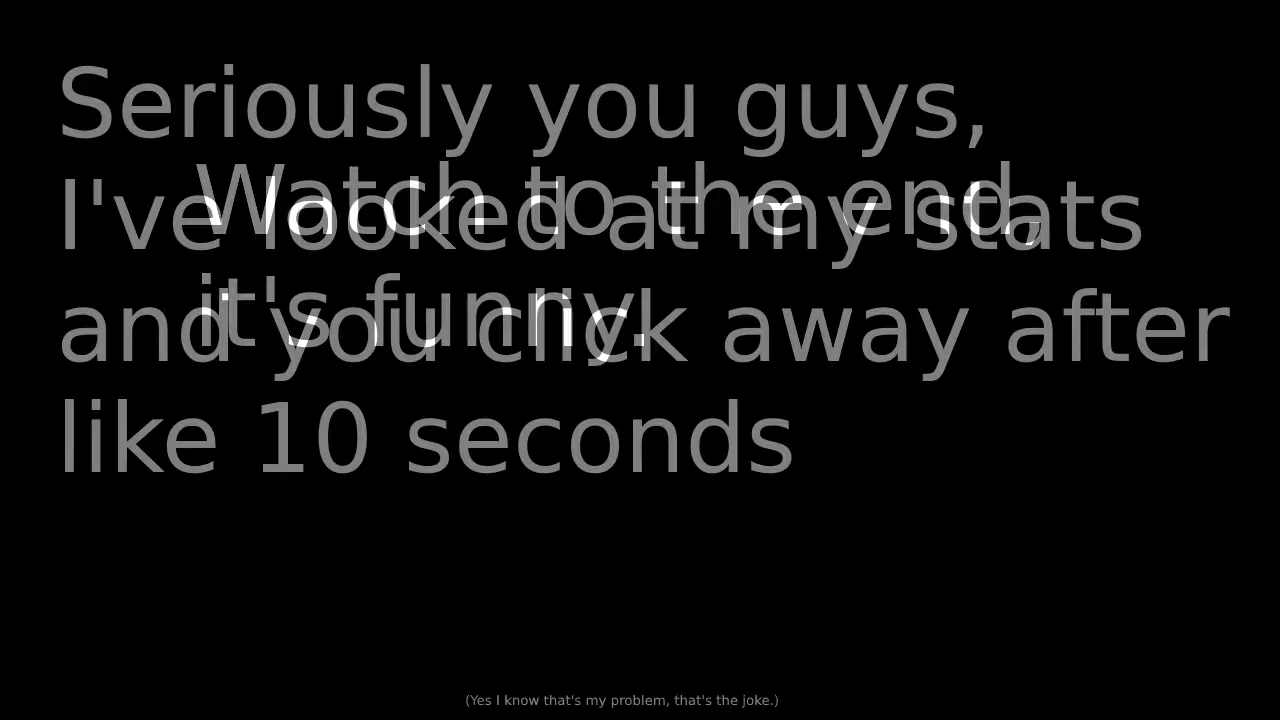 Seriously you guys,
I've looked at my stats
and you click away after
like 10 seconds
Watch to the end,
it's funny.
(Yes I know that's my problem, that's the joke.)